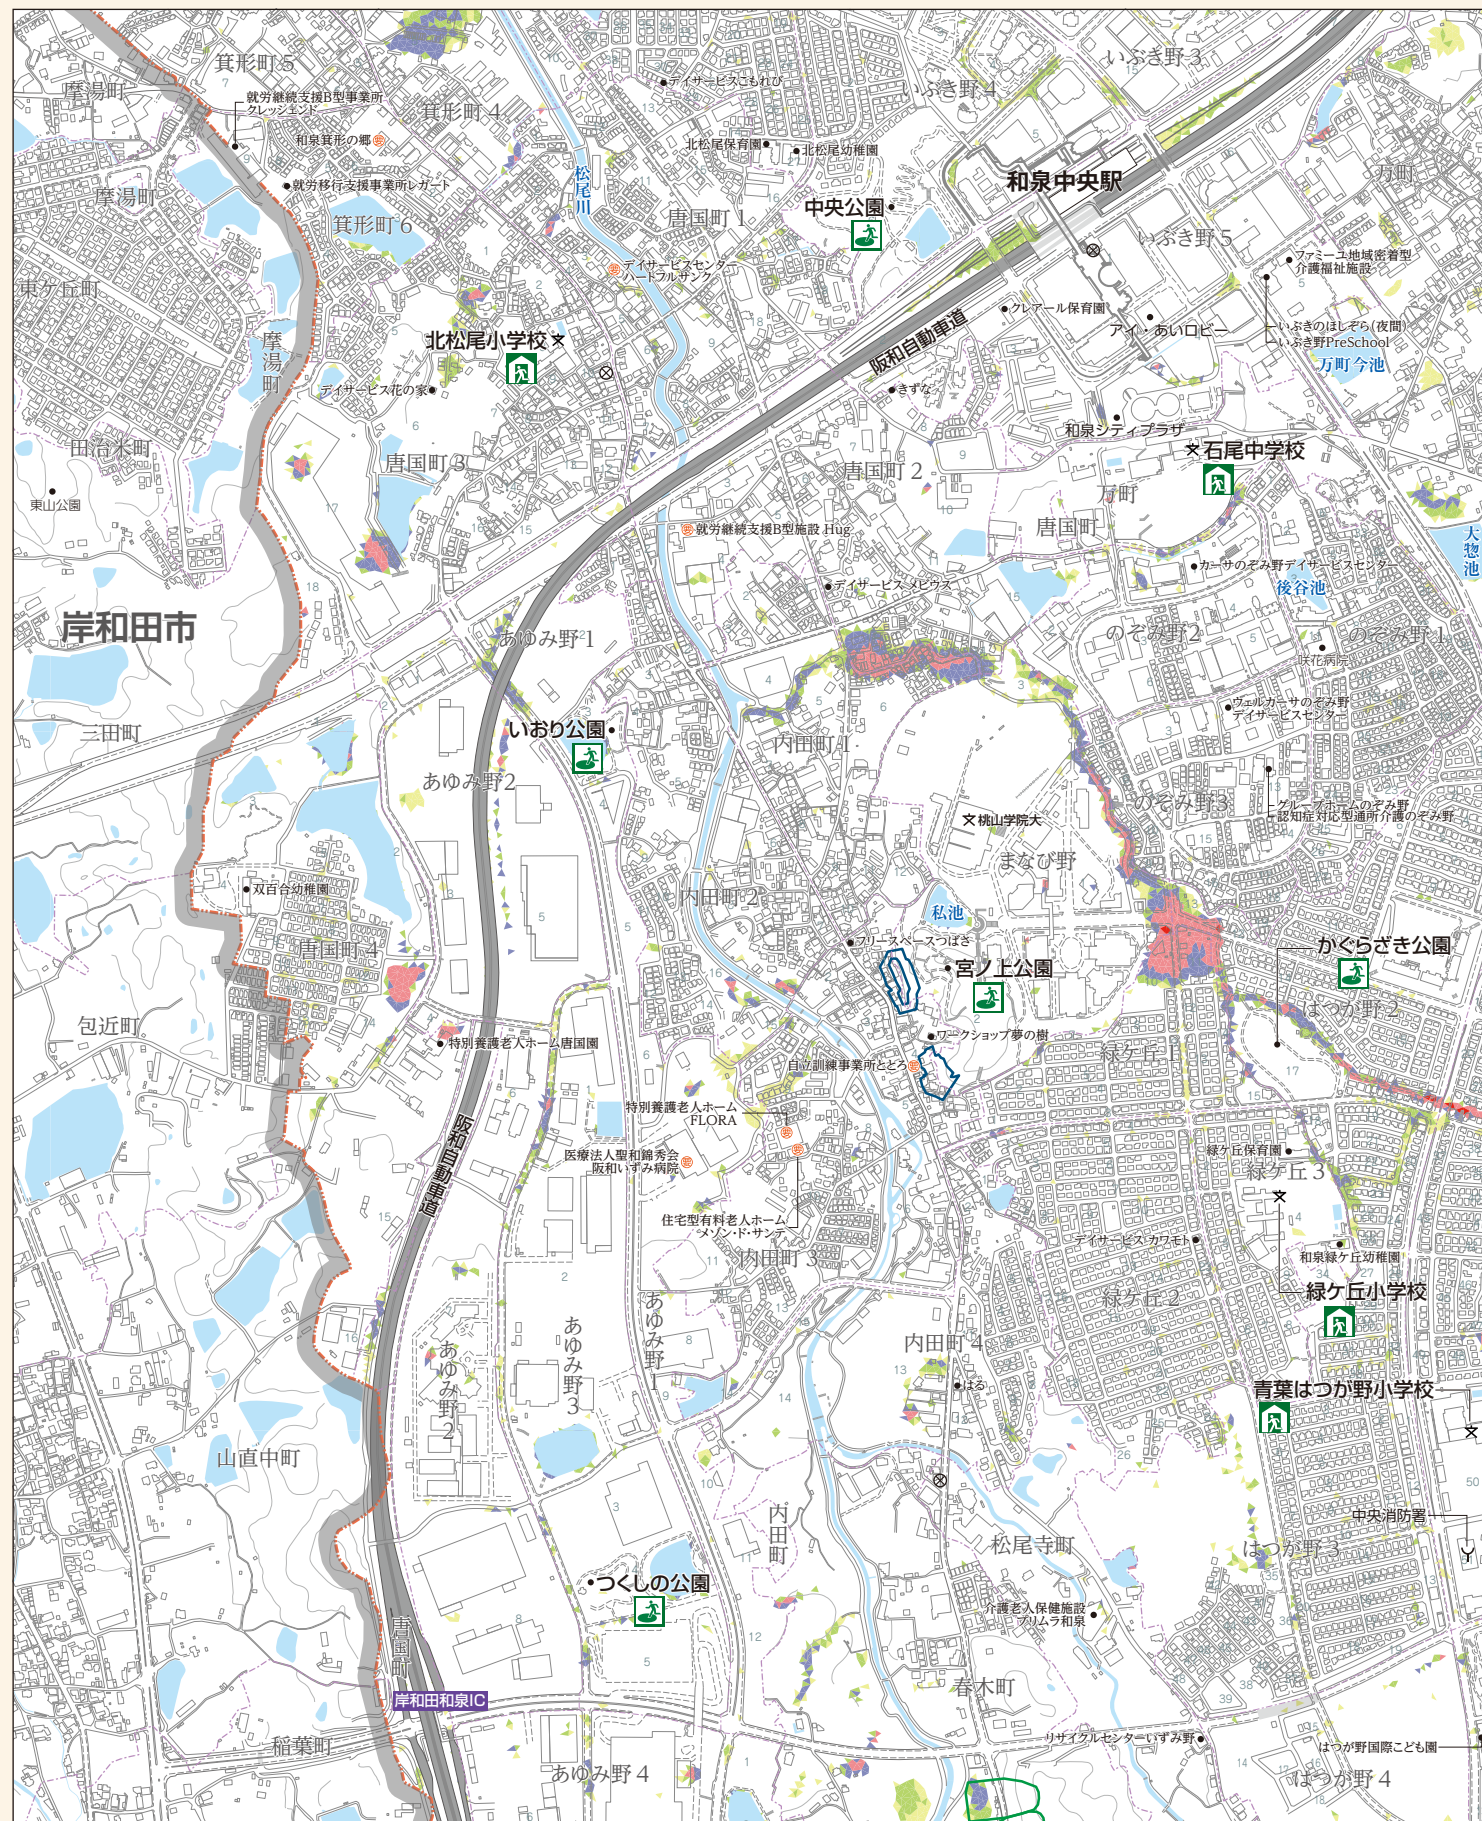 箕形町5
摩湯町
就労継続支援B型事業所
クレッシェンド
箕形町4
和泉箕形の郷
デイサービスこもれび
いぶき野4
いぶき野3
北松尾保育園
北松尾幼稚園
松尾川
就労移行支援事業所レガート
摩湯町
箕形町6
唐国町1
中央公園
和泉中央駅
万町
いぶき野5
デイサービスセンター
ハートフルサンク
ファミーユ地域密着型
介護福祉施設
東ケ丘町
摩湯町
北松尾小学校
クレアール保育園
アイ・あいロビー
いぶきのほしぞら(夜間)
いぶき野PreSchool
万町今池
阪和自動車道
デイサービス花の家
きずな
和泉シティプラザ
石尾中学校
田治米町
唐国町3
唐国町2
東山公園
万町
唐国町
就労継続支援B型施設 Hug
大惣池
カーサのぞみ野デイサービスセンター
後谷池
デイサービス メビウス
岸和田市
あゆみ野1
のぞみ野2
のぞみ野1
咲花病院
三田町
いおり公園
内田町1
ヴェルカーサのぞみ野
デイサービスセンター
あゆみ野2
のぞみ野3
グループホームのぞみ野
認知症対応型通所介護のぞみ野
桃山学院大
まなび野
双百合幼稚園
内田町2
私池
唐国町4
フリースペースつばさ
宮ノ上公園
かぐらざき公園
はつが野2
包近町
特別養護老人ホーム唐国園
ワークショップ夢の樹
自立訓練事業所ととろ
緑ケ丘1
特別養護老人ホーム
FLORA
阪和自動車道
医療法人聖和錦秀会
阪和いずみ病院
緑ケ丘保育園
緑ケ丘3
住宅型有料老人ホーム
メゾン・ド・サンテ
内田町3
デイサービス カワモト
和泉緑ケ丘幼稚園
緑ケ丘小学校
緑ケ丘2
あゆみ野1
あゆみ野3
あゆみ野2
内田町4
はる
青葉はつが野小学校
山直中町
内田町
松尾寺町
中央消防署
はつが野3
つくしの公園
介護老人保健施設
プリムラ和泉
唐国町
岸和田和泉IC
春木町
稲葉町
あゆみ野4
リサイクルセンターいずみ野
はつが野国際こども園
はつが野4